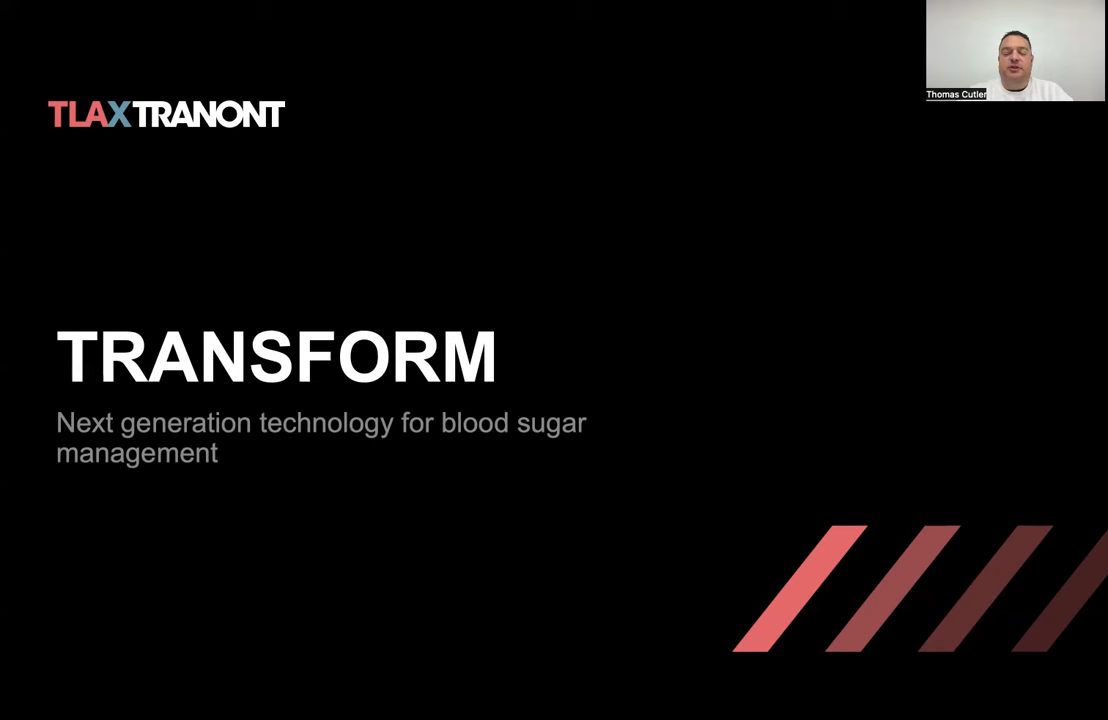 TLAXTRANONT
Thomas Cutler
TRANSFORM
Next generation technology for blood sugar
management